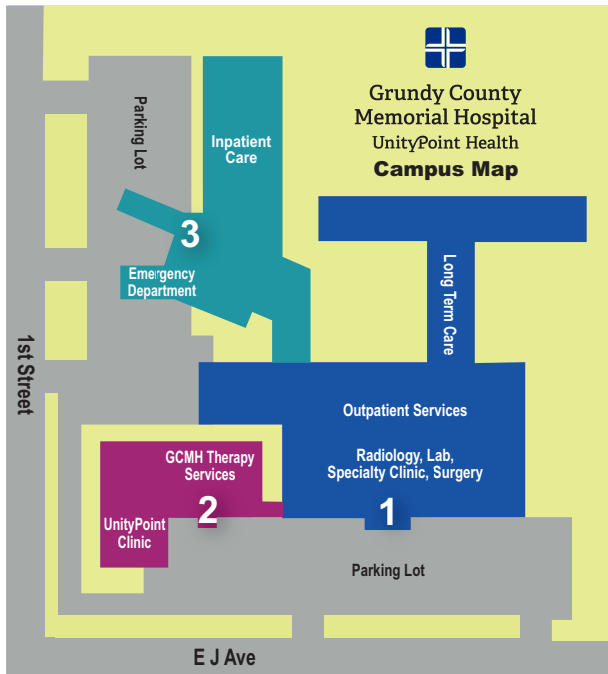 Grundy County
Memorial Hospital
UnityPoint Health
Campus Map
Parking Lot
Inpatient
Care
3
Emergency
Department
Long Term Care
1st Street
Outpatient Services
Radiology, Lab,
Specialty Clinic, Surgery
1
GCMH Therapy
Services
2
UnityPoint
Clinic
Parking Lot
E J Ave